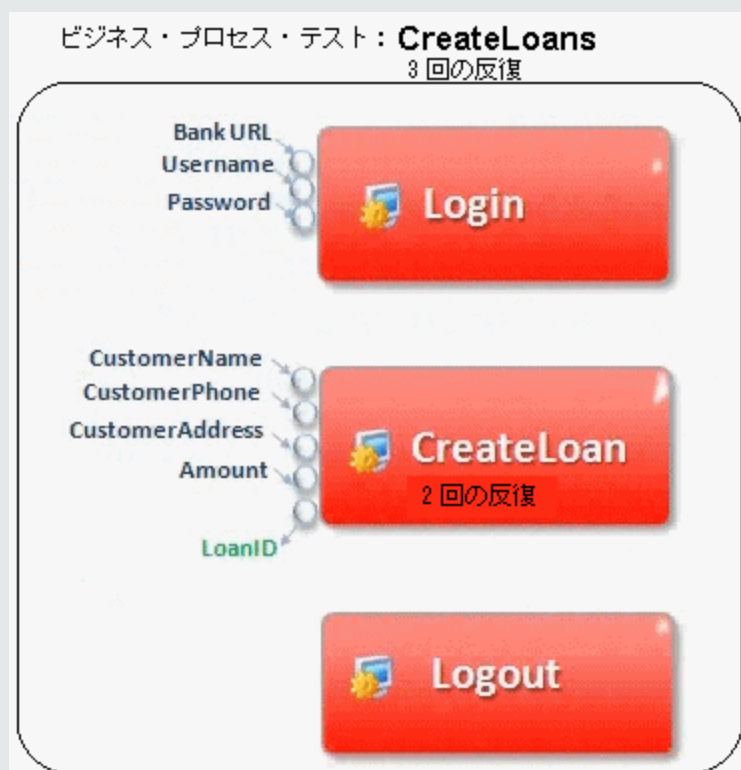 ビジネス・プロセス・テスト：CreateLoans
3 回の反復
Bank URL
Username
Password
Login
CustomerName
CustomerPhone
CustomerAddress
Amount
LoanID
CreateLoan
2 回の反復
Logout